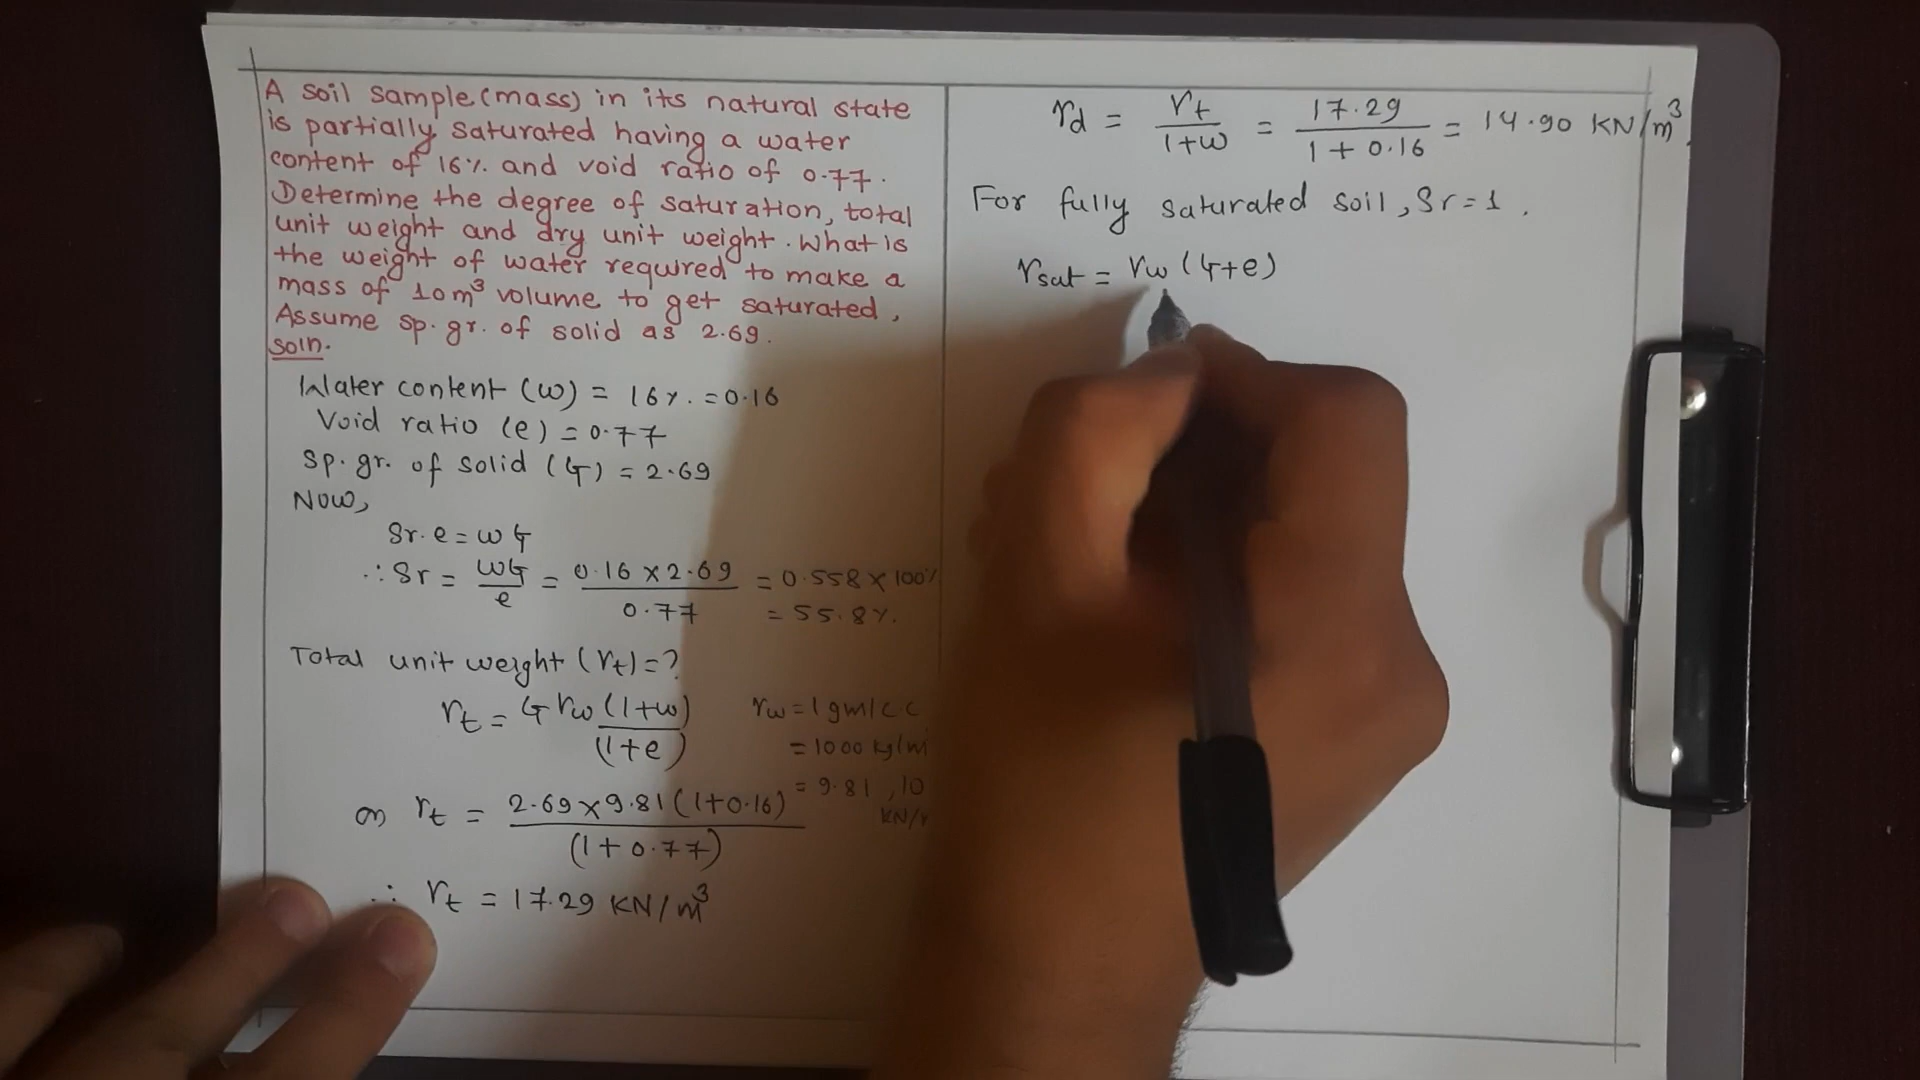 A soil sample (mass) in its natural state
is partially saturated having a water
content of 16% and void ratio of 0.77.
Determine the degree of saturation, total
unit weight and dry unit weight. What is
the weight of water required to make a
mass of 10m³ volume to get saturated,
Assume sp. gr. of solid as 2.69.
soln.
Water content (w) = 16%. = 0.16
Void ratio (e) = 0.77
Sp. gr. of solid (G) = 2.69
Now,
Sr. e = wG
∴ Sr = wG/e = 0.16 × 2.69 / 0.77 = 0.558 × 100%
= 55.8%.
Total unit weight (γt) = ?
γt = G γw (1+w) / (1+e)
γw = 1 gm/cc
= 1000 kg/m
= 9.81, 10
KN/
or γt = 2.69 × 9.81 (1+0.16) / (1+0.77)
∴ γt = 17.29 KN/m³
γd = γt / 1+w = 17.29 / 1+0.16 = 14.90 KN/m³.
For fully saturated soil, Sr = 1.
γsat = γw (G+e)